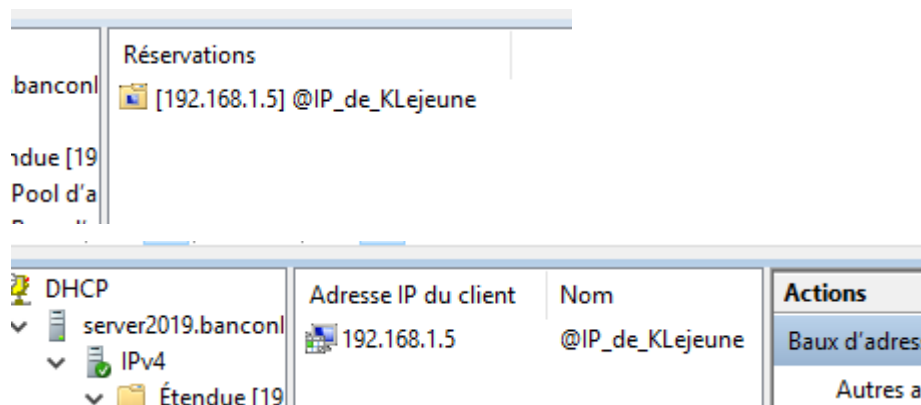 Réservations
.banconl
[192.168.1.5] @IP_de_KLejeune
ndue [19
Pool d'a
DHCP
Adresse IP du client Nom Actions
server2019.banconl
192.168.1.5 @IP_de_KLejeune Baux d'adres
IPv4
Autres a
Étendue [19